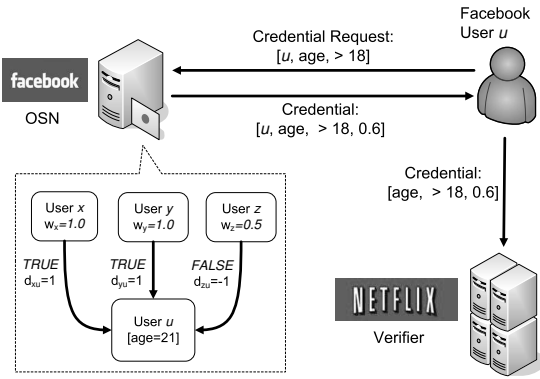 Facebook
User u
Credential Request:
[u, age, > 18]
facebook
OSN
Credential:
[u, age, > 18, 0.6]
Credential:
[age, > 18, 0.6]
User x
wx=1.0
User y
wy=1.0
User z
wz=0.5
TRUE
dxu=1
TRUE
dyu=1
FALSE
dzu=-1
User u
[age=21]
NETFLIX
Verifier